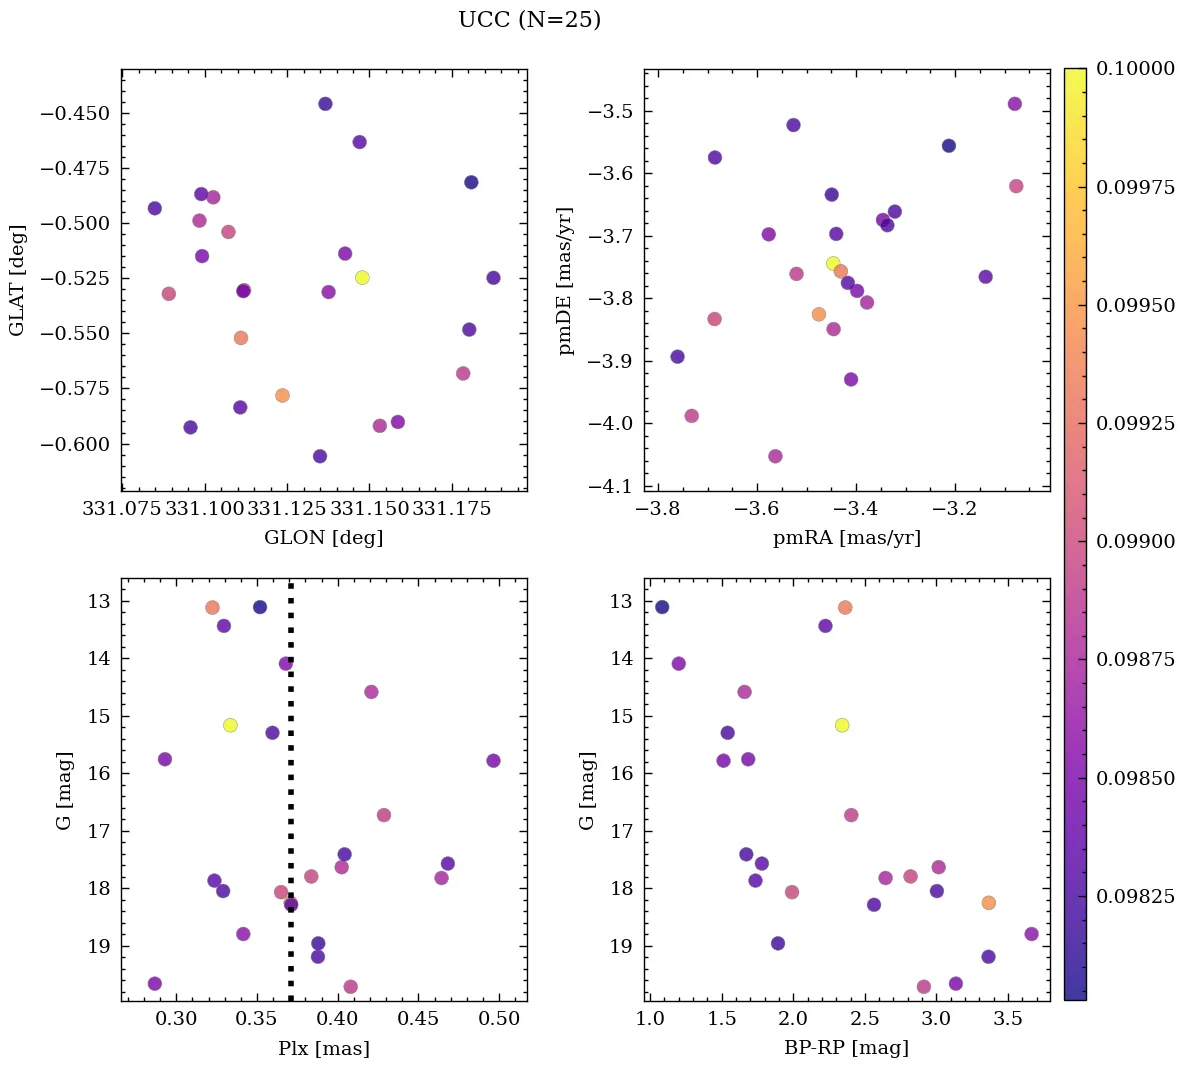 UCC (N=25)
−0.450
−0.475
−0.500
−0.525
−0.550
−0.575
−0.600
GLAT [deg]
331.075 331.100 331.125 331.150 331.175
GLON [deg]
−3.5
−3.6
−3.7
−3.8
−3.9
−4.0
−4.1
pmDE [mas/yr]
−3.8 −3.6 −3.4 −3.2
pmRA [mas/yr]
13
14
15
16
17
18
19
G [mag]
0.30 0.35 0.40 0.45 0.50
Plx [mas]
13
14
15
16
17
18
19
G [mag]
1.0 1.5 2.0 2.5 3.0 3.5
BP-RP [mag]
0.10000
0.09975
0.09950
0.09925
0.09900
0.09875
0.09850
0.09825